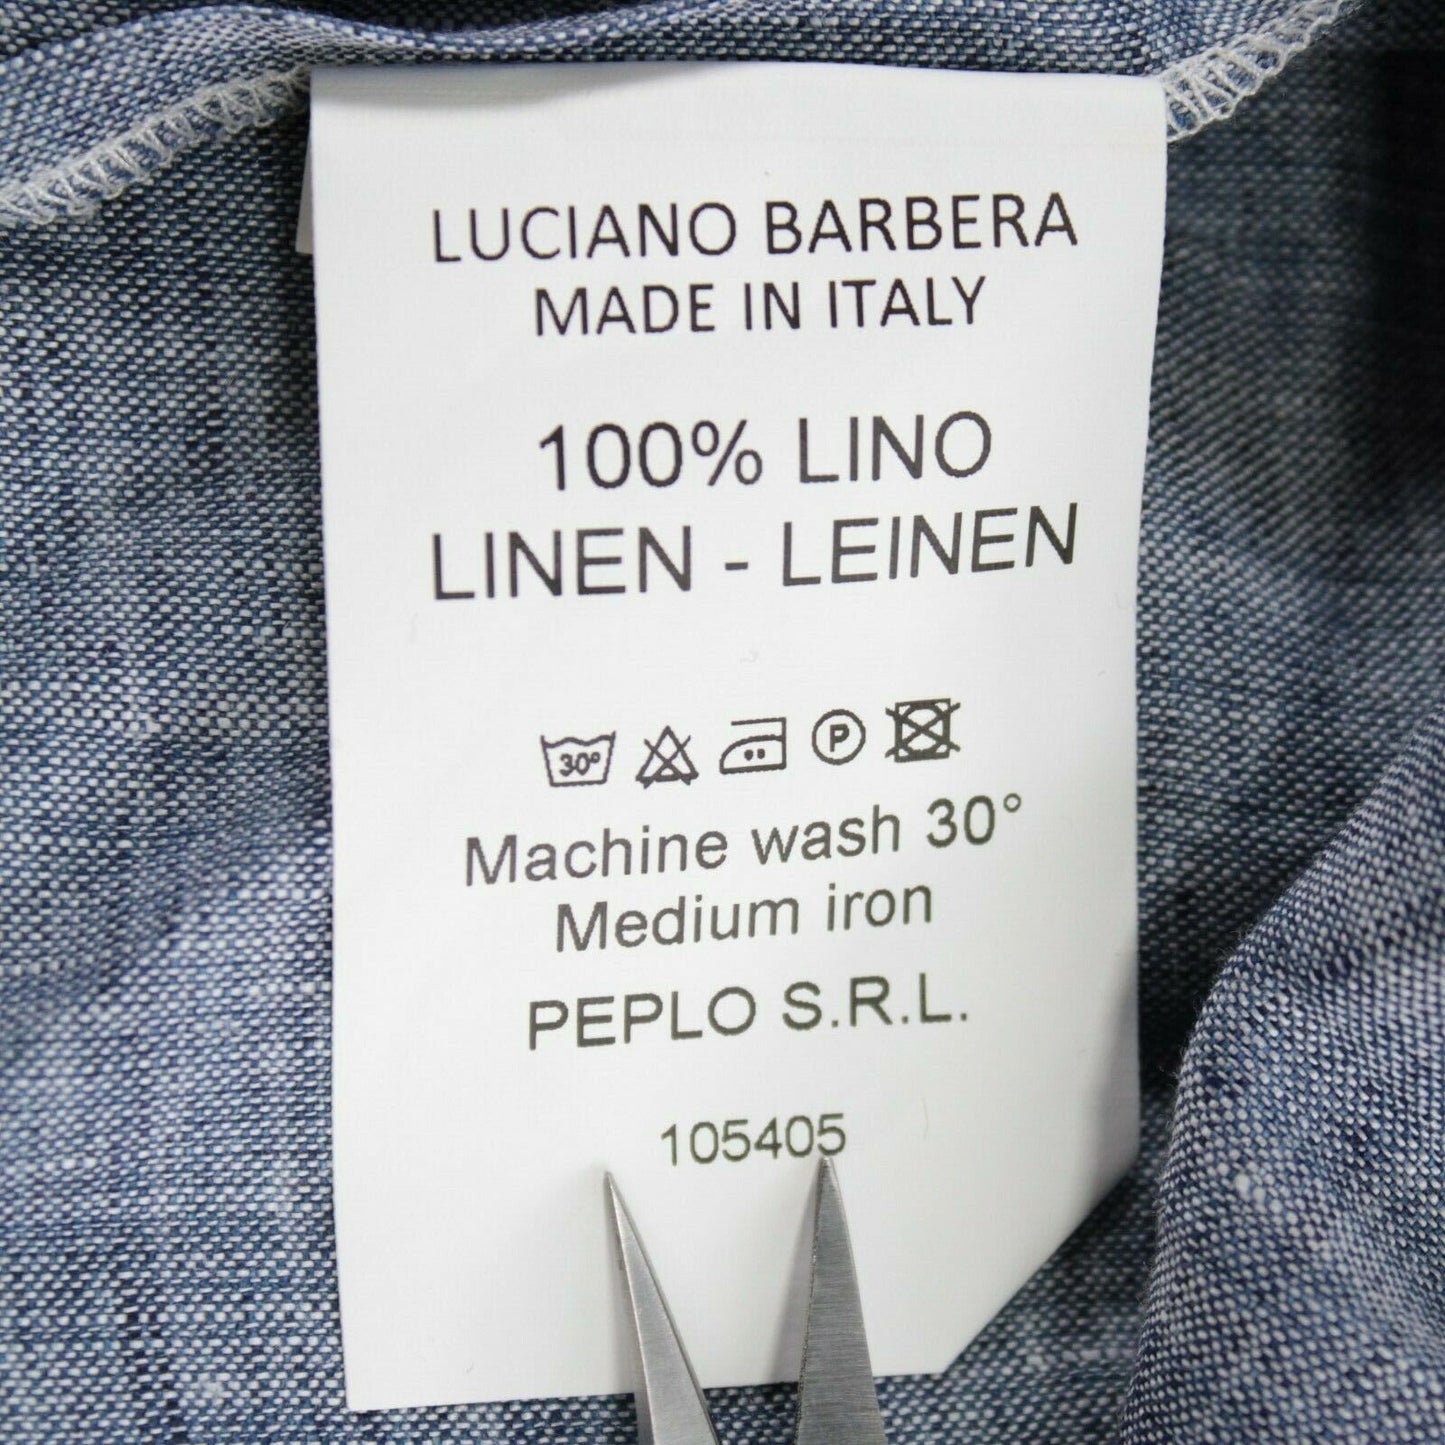 LUCIANO BARBERA
MADE IN ITALY
100% LINO
LINEN - LEINEN
30° P
Machine wash 30°
Medium iron
PEPLO S.R.L.
105405